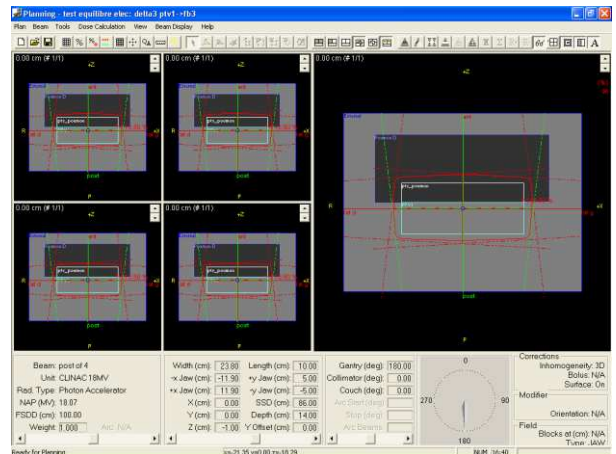 Planning - test equilibre elec: delta3 ptv1->fb3
Plan Beam Tools Dose Calculation View Beam Display Help
0.00 cm (# 1/1)
+Z
R
+X
post
P
0.00 cm (# 1/1)
+Z
R
+X
post
P
0.00 cm (# 1/1)
+Z
External
ptv_poumon
R
post
P
0.00 cm (# 1/1)
+Z
R
+X
post
P
0.00 cm (# 1/1)
+Z
R
+X
post
P
Beam: post of 4
Unit: CLINAC 18MV
Rad. Type: Photon Accelerator
NAP (MV): 18.07
FSDD (cm): 100.00
Weight 1.000 Arc: N/A
Width (cm): 23.80 Length (cm): 10.00
-x Jaw (cm): -11.90 +y Jaw (cm): 5.00
+x Jaw (cm): 11.90 -y Jaw (cm): -5.00
X (cm): 0.00 SSD (cm): 86.00
Y (cm): 0.00 Depth (cm): 14.00
Z (cm): -1.00 Y Offset (cm): 0.00
Gantry (deg): 180.00
Collimator (deg): 0.00
Couch (deg): 0.00
Arc Start (deg)
Stop (deg)
Arc Beams
0
270
90
180
Corrections
Inhomogeneity: 3D
Bolus: N/A
Surface: On
Modifier
Orientation: N/A
Field
Blocks at (cm): N/A
Type: JAW
Ready for Planning
NUM 16:40